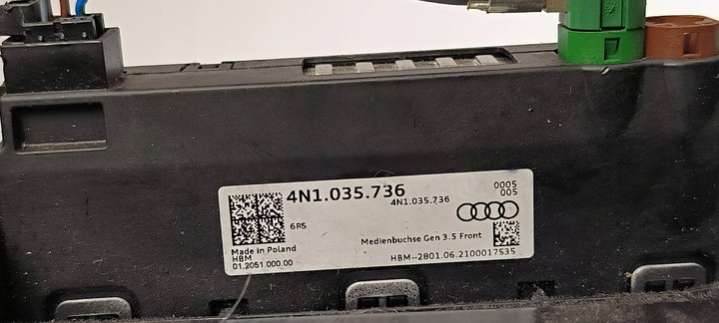 4N1.035.736
4N1.035.736
0005
005
6R5
Medienbuchse Gen 3.5 Front
Made in Poland
HBM
01.2051.000.00
HBM--2801.06.2100017535